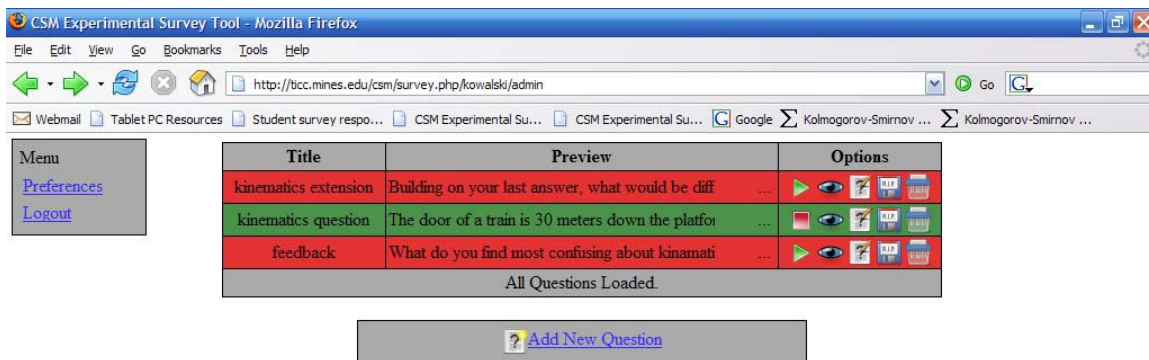 CSM Experimental Survey Tool - Mozilla Firefox
File Edit View Go Bookmarks Tools Help
http://ticc.mines.edu/csm/survey.php/kowalski/admin Go G
Webmail Tablet PC Resources Student survey respo... CSM Experimental Su... CSM Experimental Su... G Google Kolmogorov-Smirnov ... Kolmogorov-Smirnov ...
Menu
Preferences
Logout
Title Preview Options
kinematics extension Building on your last answer, what would be diff ...
kinematics question The door of a train is 30 meters down the platfor ...
feedback What do you find most confusing about kinamati ...
All Questions Loaded.
Add New Question